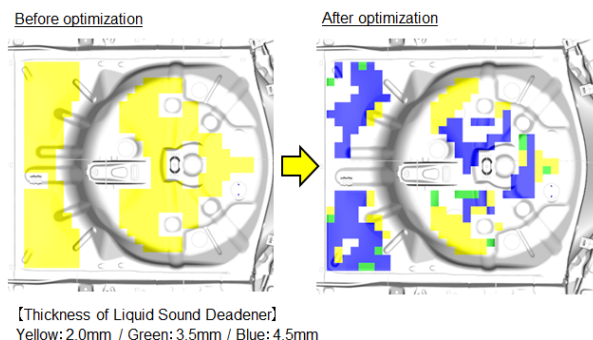 Before optimization
After optimization
【Thickness of Liquid Sound Deadener】
Yellow：2.0mm / Green：3.5mm / Blue：4.5mm